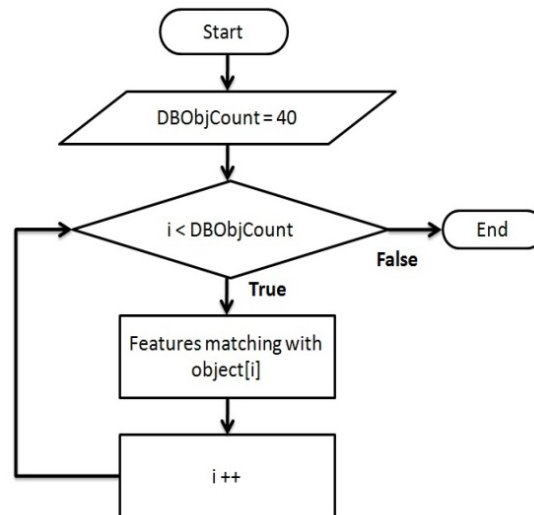 Start
DBObjCount = 40
i < DBObjCount
End
False
True
Features matching with
object[i]
i ++